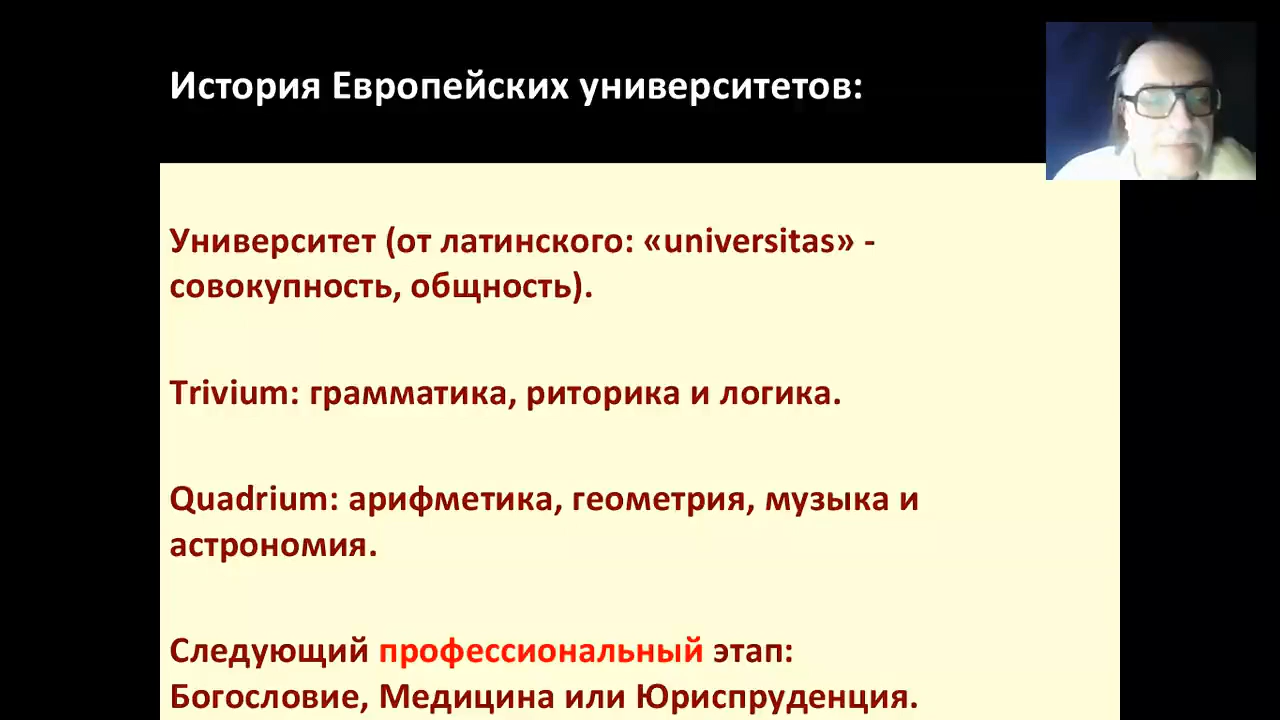 История Европейских университетов:
Университет (от латинского: «universitas» -
совокупность, общность).
Trivium: грамматика, риторика и логика.
Quadrium: арифметика, геометрия, музыка и
астрономия.
Следующий профессиональный этап:
Богословие, Медицина или Юриспруденция.